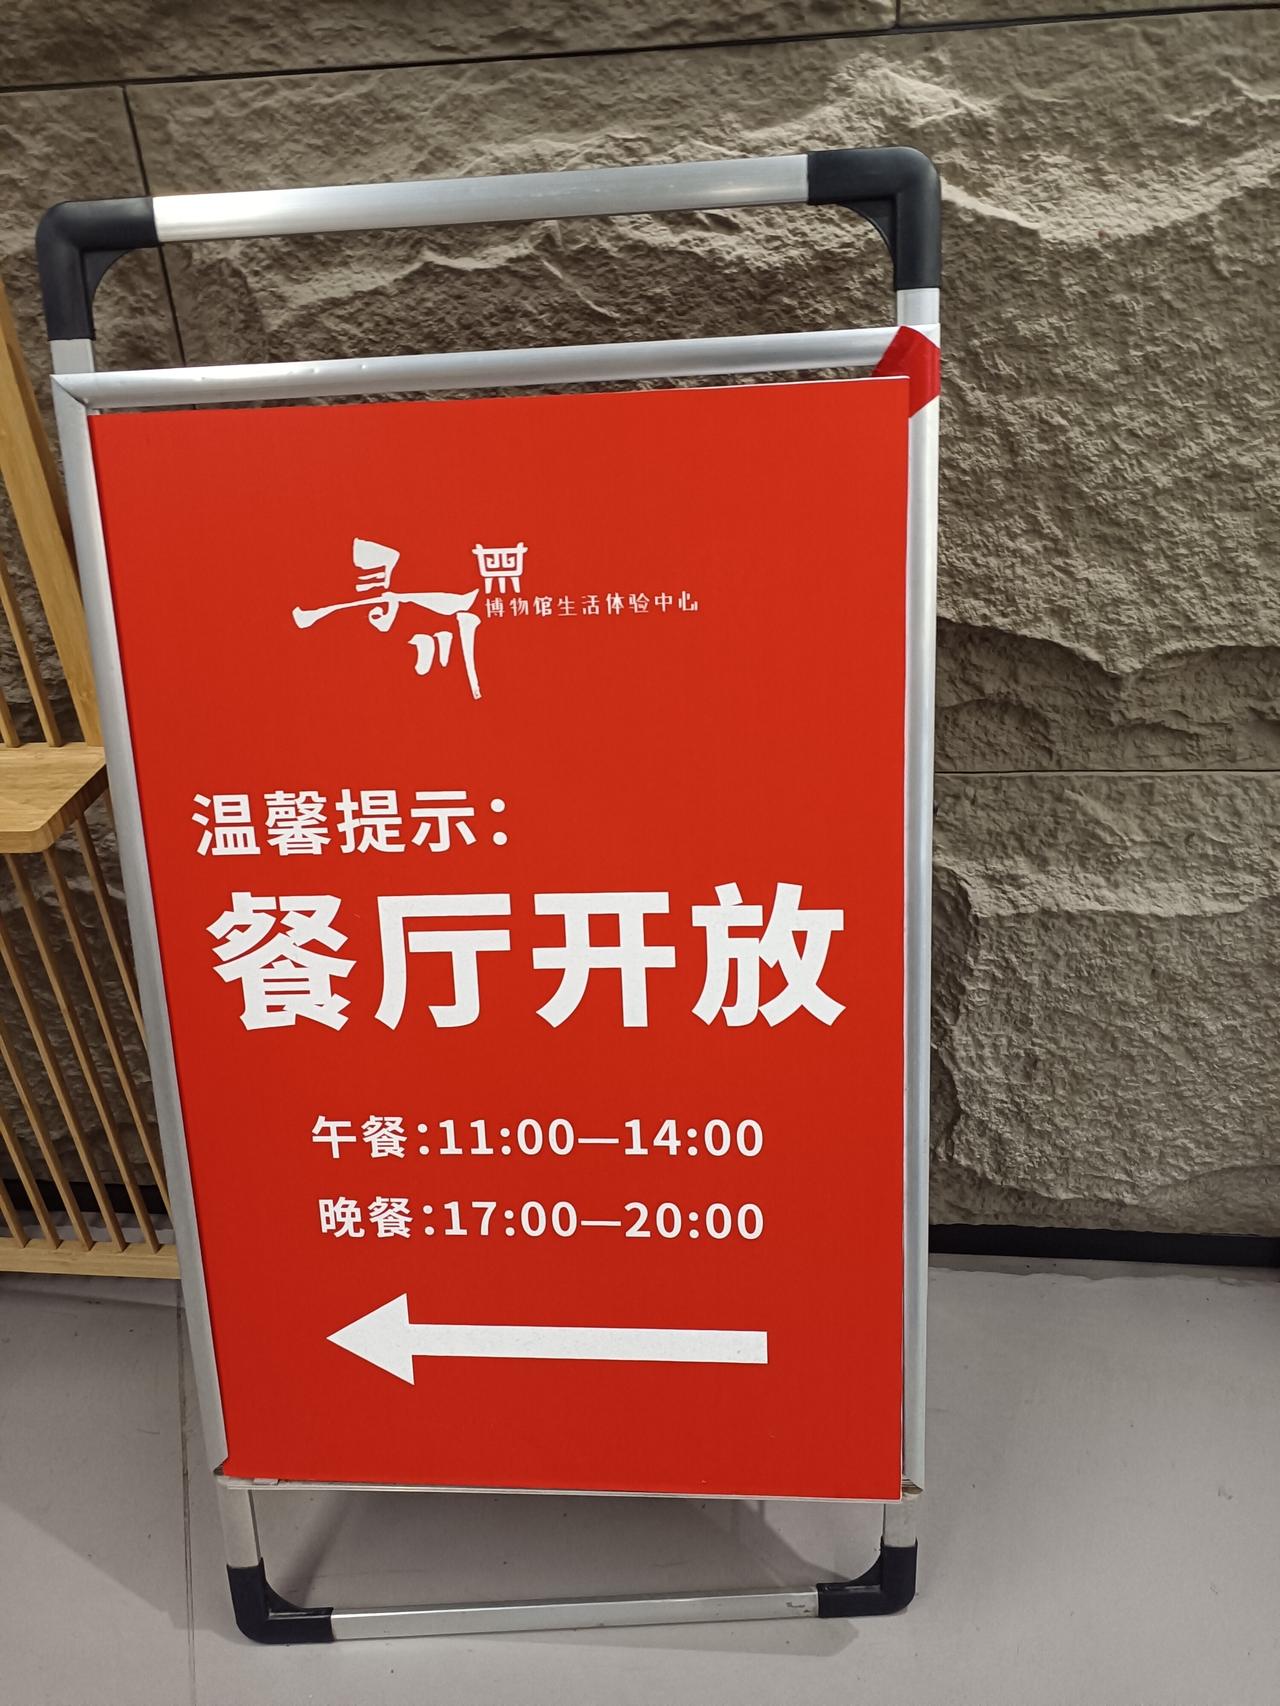 寻川
博物馆生活体验中心
温馨提示：
餐厅开放
午餐：11:00—14:00
晚餐：17:00—20:00